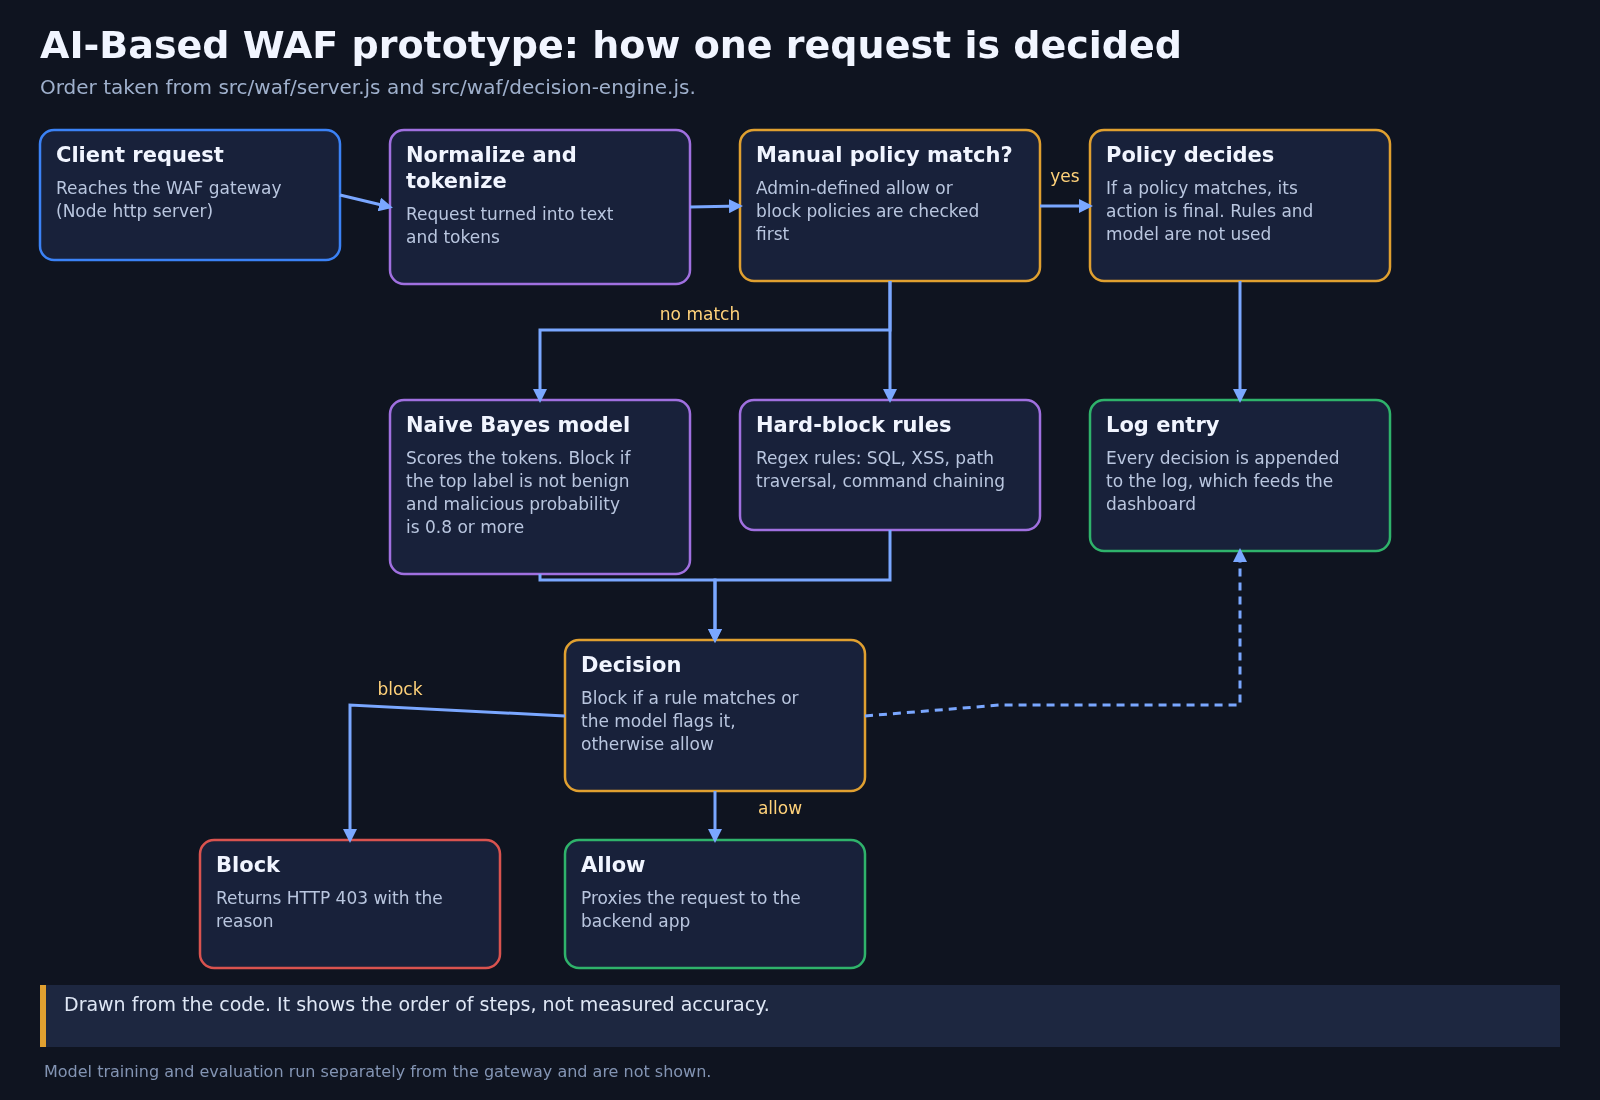 AI-Based WAF prototype: how one request is decided
Order taken from src/waf/server.js and src/waf/decision-engine.js.
Client request
Reaches the WAF gateway
(Node http server)
Normalize and
tokenize
Request turned into text
and tokens
Manual policy match?
Admin-defined allow or
block policies are checked
first
yes
Policy decides
If a policy matches, its
action is final. Rules and
model are not used
no match
Naive Bayes model
Scores the tokens. Block if
the top label is not benign
and malicious probability
is 0.8 or more
Hard-block rules
Regex rules: SQL, XSS, path
traversal, command chaining
Log entry
Every decision is appended
to the log, which feeds the
dashboard
Decision
Block if a rule matches or
the model flags it,
otherwise allow
block
allow
Block
Returns HTTP 403 with the
reason
Allow
Proxies the request to the
backend app
Drawn from the code. It shows the order of steps, not measured accuracy.
Model training and evaluation run separately from the gateway and are not shown.